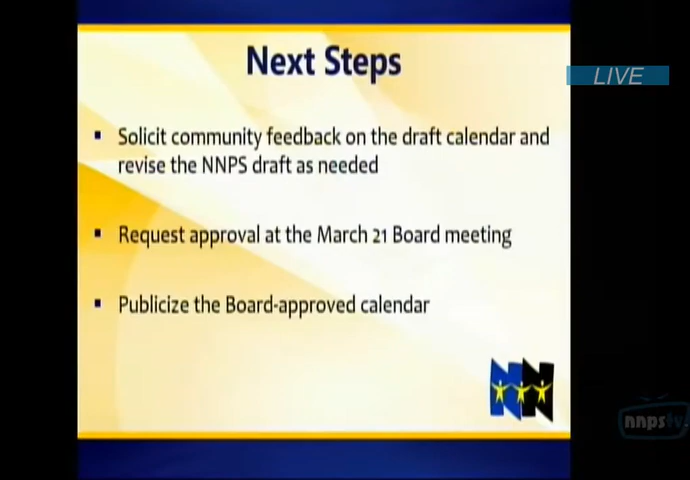 Next Steps
LIVE
▪ Solicit community feedback on the draft calendar and
revise the NNPS draft as needed
▪ Request approval at the March 21 Board meeting
▪ Publicize the Board-approved calendar
NN
nnpstv